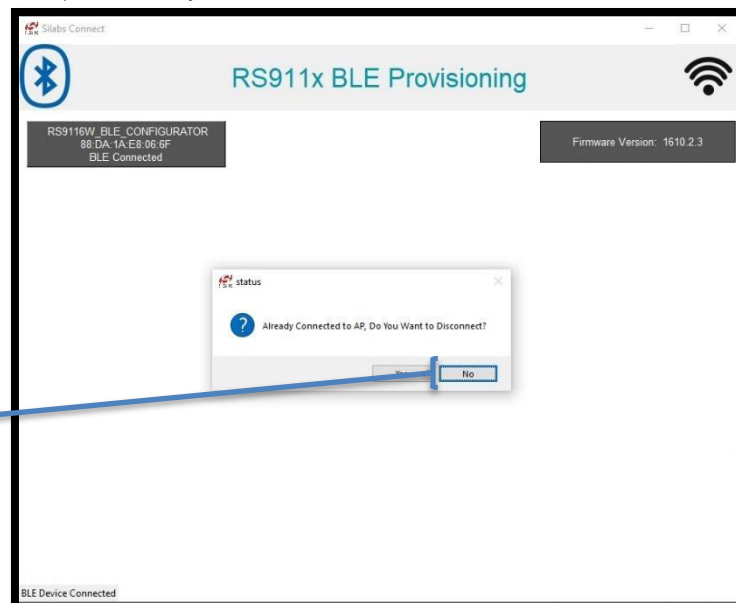 Silabs Connect
RS911x BLE Provisioning
RS9116W_BLE_CONFIGURATOR
88:DA:1A:E8:06:6F
BLE Connected
Firmware Version: 1610.2.3
status
Already Connected to AP, Do You Want to Disconnect?
No
BLE Device Connected